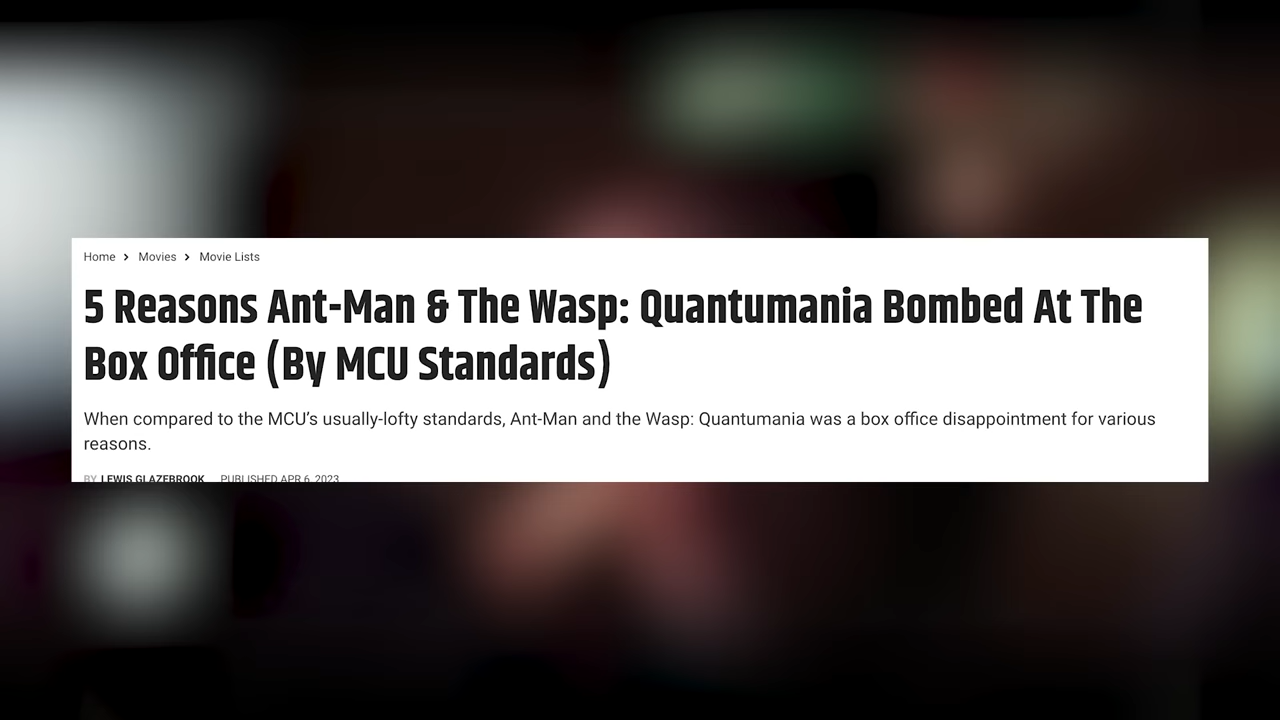 Home > Movies > Movie Lists
5 Reasons Ant-Man & The Wasp: Quantumania Bombed At The
Box Office (By MCU Standards)
When compared to the MCU's usually-lofty standards, Ant-Man and the Wasp: Quantumania was a box office disappointment for various
reasons.
BY LEWIS GLAZEBROOK PUBLISHED APR 6, 2023